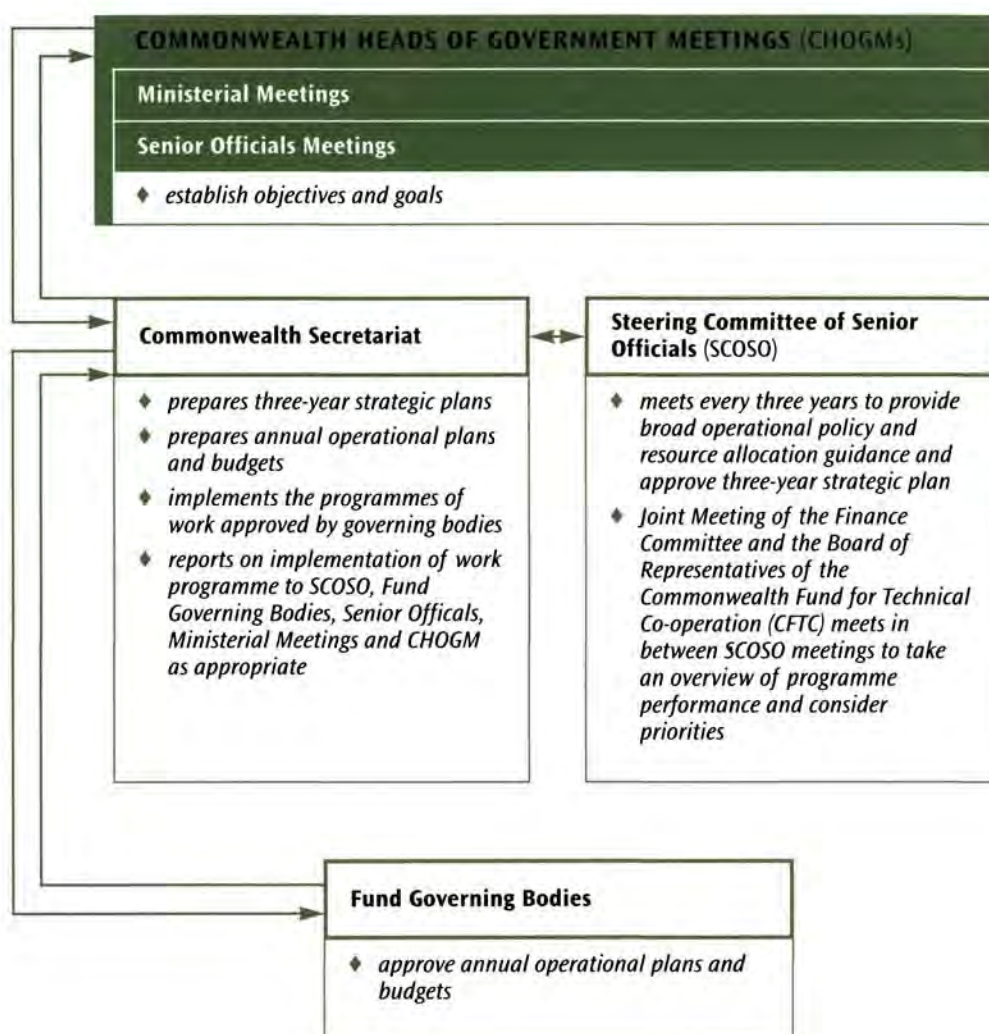 COMMONWEALTH HEADS OF GOVERNMENT MEETINGS (CHOGMs)
Ministerial Meetings
Senior Officials Meetings
♦ establish objectives and goals
Commonwealth Secretariat
♦ prepares three-year strategic plans
♦ prepares annual operational plans
and budgets
♦ implements the programmes of
work approved by governing bodies
♦ reports on implementation of work
programme to SCOSO, Fund
Governing Bodies, Senior Officals,
Ministerial Meetings and CHOGM
as appropriate
Steering Committee of Senior
Officials (SCOSO)
♦ meets every three years to provide
broad operational policy and
resource allocation guidance and
approve three-year strategic plan
♦ Joint Meeting of the Finance
Committee and the Board of
Representatives of the
Commonwealth Fund for Technical
Co-operation (CFTC) meets in
between SCOSO meetings to take
an overview of programme
performance and consider
priorities
Fund Governing Bodies
♦ approve annual operational plans and
budgets